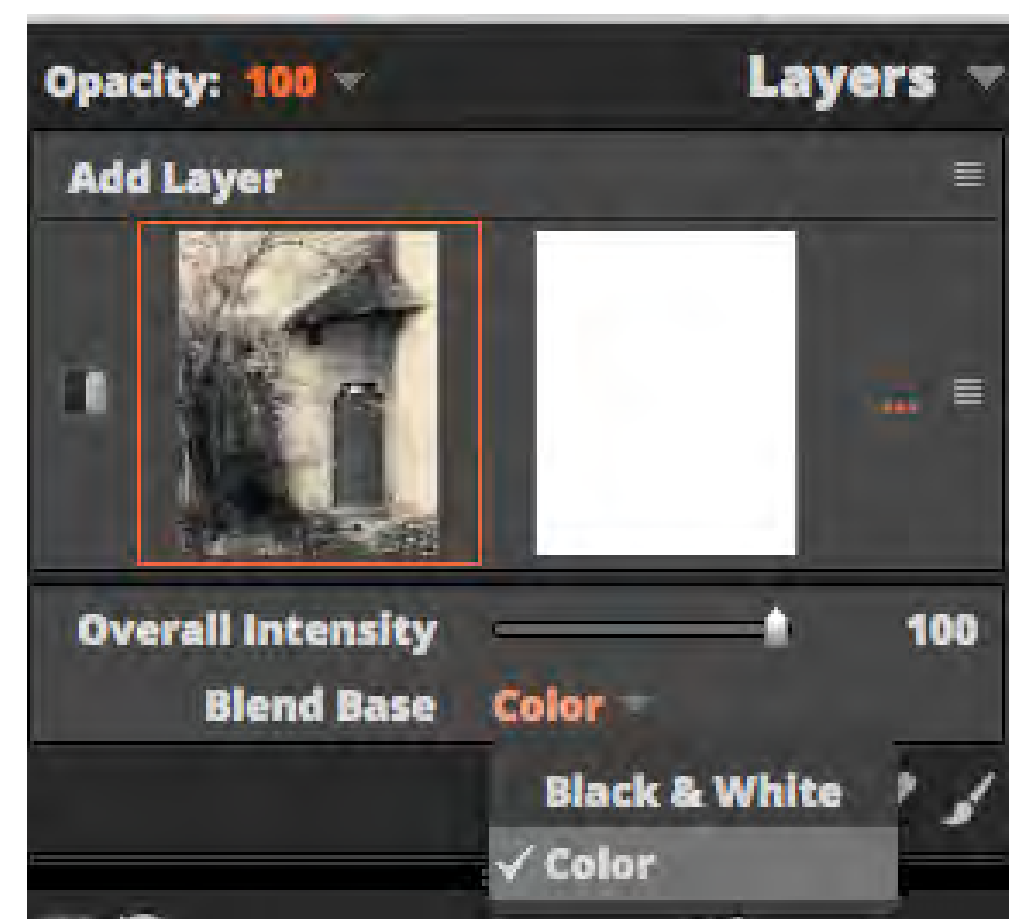 Opacity: 100 Layers
Add Layer
...
Overall Intensity 100
Blend Base Color
Black & White
✓ Color